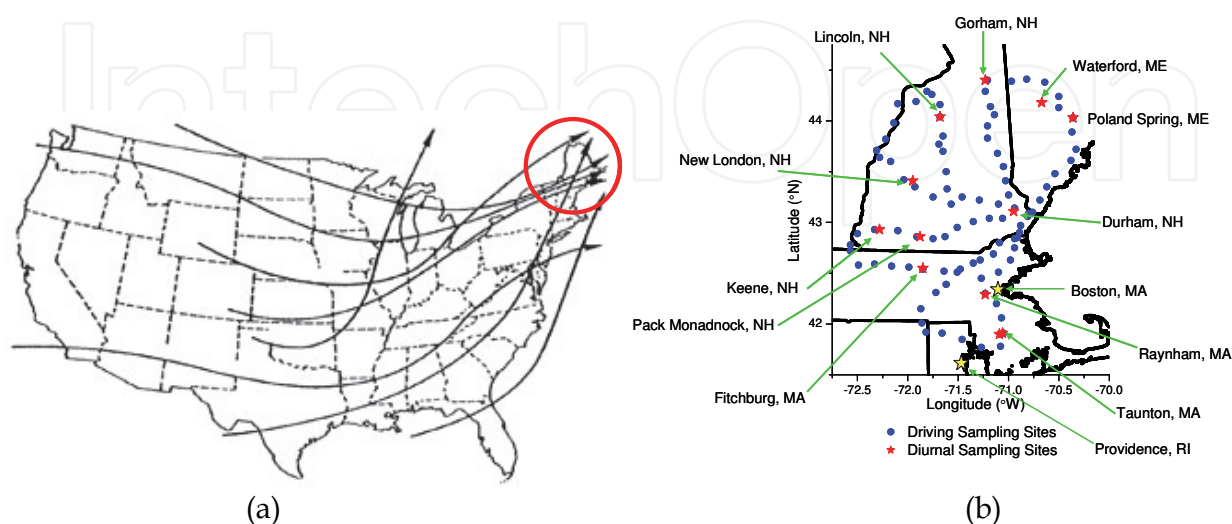 IntechOpen
Gorham, NH
Lincoln, NH
Waterford, ME
Poland Spring, ME
New London, NH
Durham, NH
Keene, NH
Boston, MA
Pack Monadnock, NH
Raynham, MA
Fitchburg, MA
Taunton, MA
Providence, RI
Latitude (°N)
44
43
42
-72.5 -72.0 -71.5 -71.0 -70.5 -70.0
Longitude (°W)
Driving Sampling Sites
Diurnal Sampling Sites
(a) (b)